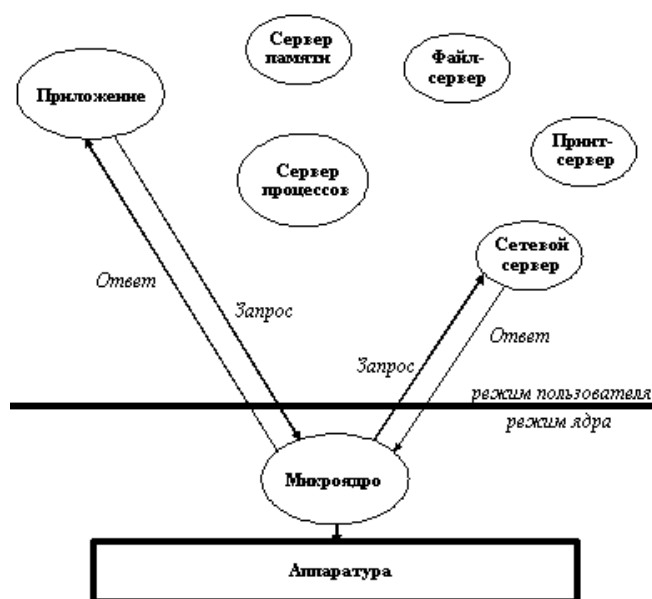 Сервер
памяти
Файл-
сервер
Приложение
Принт-
сервер
Сервер
процессов
Сетевой
сервер
Ответ
Запрос
Ответ
Запрос
режим пользователя
режим ядра
Микроядро
Аппаратура